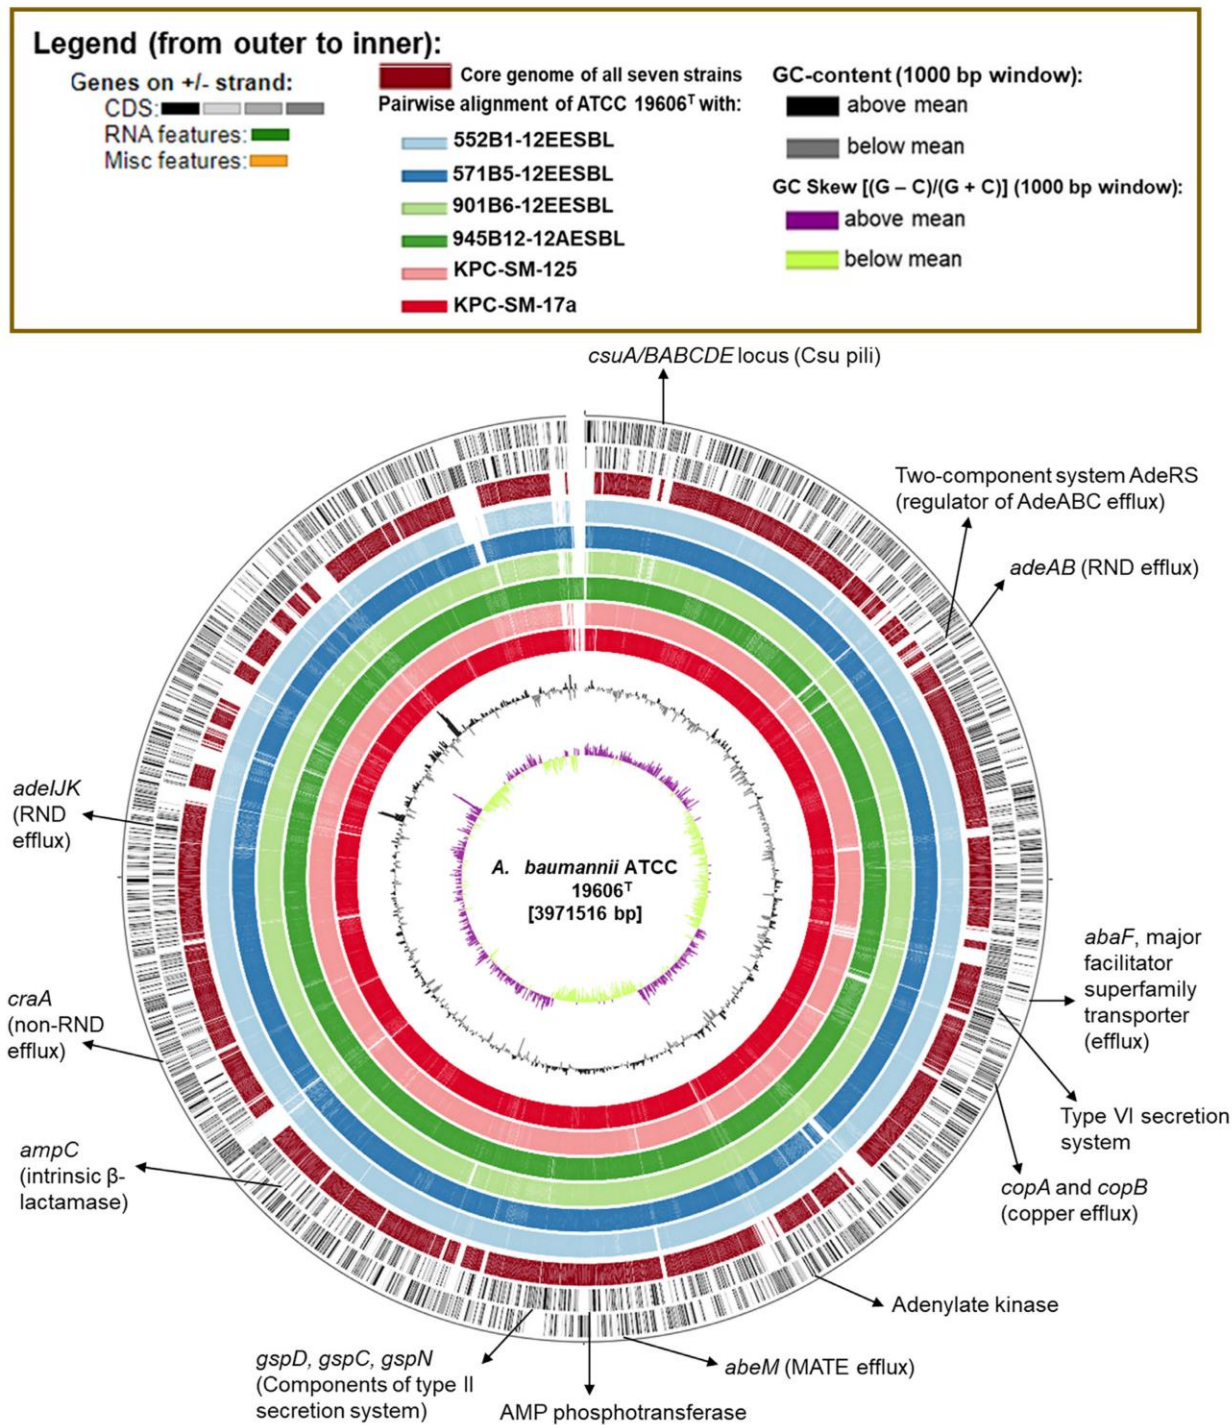 Legend (from outer to inner):
Genes on +/- strand:
CDS:
RNA features:
Misc features:
Core genome of all seven strains
Pairwise alignment of ATCC 19606T with:
552B1-12EESBL
571B5-12EESBL
901B6-12EESBL
945B12-12AESBL
KPC-SM-125
KPC-SM-17a
GC-content (1000 bp window):
above mean
below mean
GC Skew [(G – C)/(G + C)] (1000 bp window):
above mean
below mean
csuA/BABCDE locus (Csu pili)
Two-component system AdeRS
(regulator of AdeABC efflux)
adeAB (RND efflux)
adeIJK
(RND
efflux)
A. baumannii ATCC
19606T
[3971516 bp]
abaF, major
facilitator
superfamily
transporter
(efflux)
craA
(non-RND
efflux)
Type VI secretion
system
ampC
(intrinsic β-
lactamase)
copA and copB
(copper efflux)
Adenylate kinase
gspD, gspC, gspN
(Components of type II
secretion system)
abeM (MATE efflux)
AMP phosphotransferase